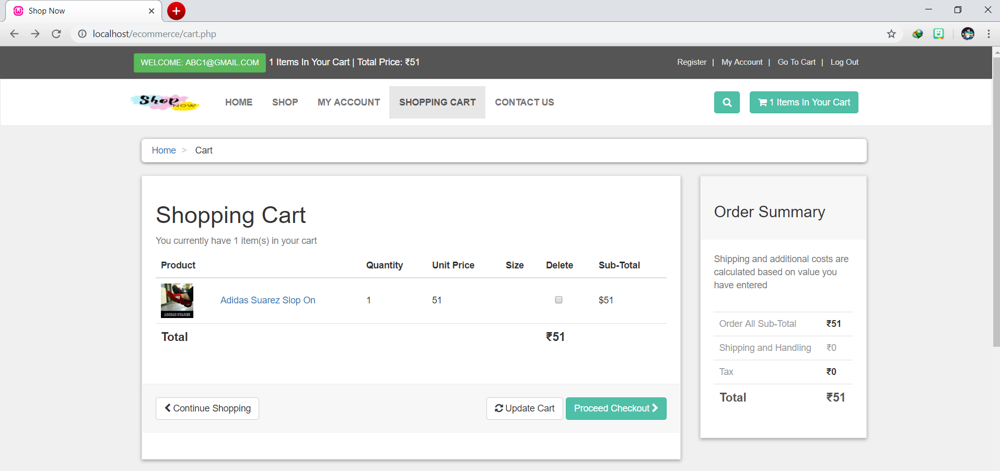 Shop Now
localhost/ecommerce/cart.php
WELCOME: ABC1@GMAIL.COM 1 Items In Your Cart | Total Price: ₹51
Register | My Account | Go To Cart | Log Out
Shop NOW
HOME SHOP MY ACCOUNT SHOPPING CART CONTACT US
1 Items In Your Cart
Home > Cart
Shopping Cart
You currently have 1 item(s) in your cart
Product Quantity Unit Price Size Delete Sub-Total
ADIDAS SUAREZ
Adidas Suarez Slop On 1 51 $51
Total ₹51
Continue Shopping Update Cart Proceed Checkout
Order Summary
Shipping and additional costs are
calculated based on value you
have entered
Order All Sub-Total ₹51
Shipping and Handling ₹0
Tax ₹0
Total ₹51